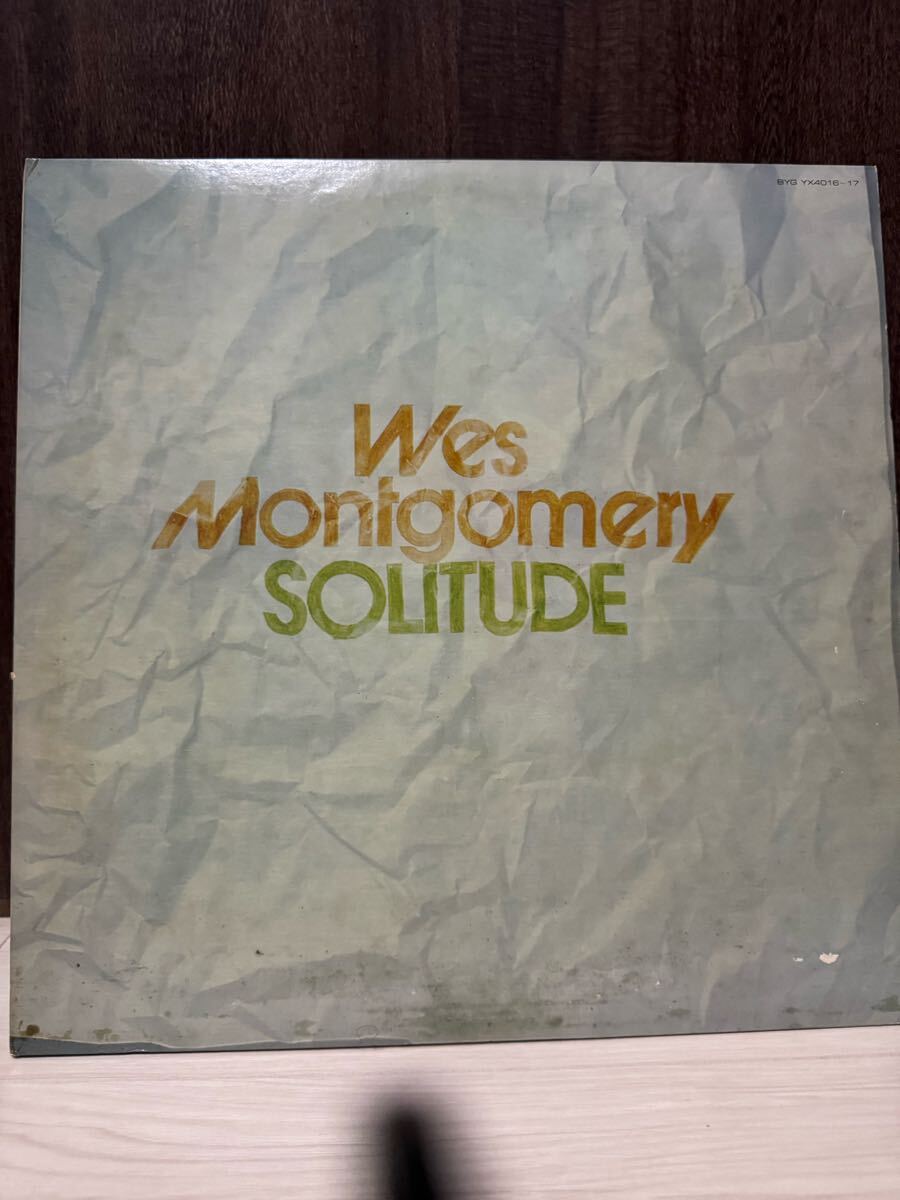 BYG YX4016~17
Wes
Montgomery
SOLITUDE